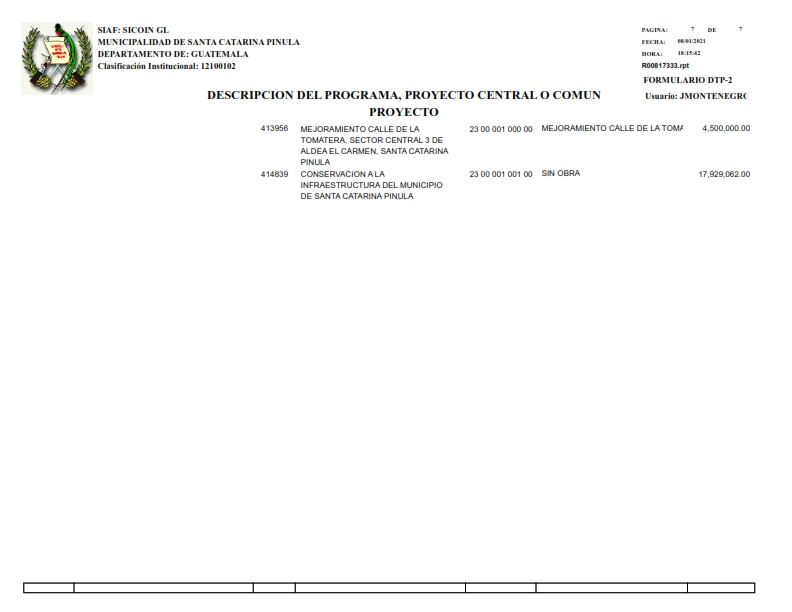 SIAF: SICOIN GL
MUNICIPALIDAD DE SANTA CATARINA PINULA
DEPARTAMENTO DE: GUATEMALA
Clasificación Institucional: 12100102
PAGINA: 7 DE 7
FECHA: 08/01/2021
HORA: 18:15:42
R00817333.rpt
FORMULARIO DTP-2
Usuario: JMONTENEGRO
DESCRIPCION DEL PROGRAMA, PROYECTO CENTRAL O COMUN
PROYECTO
413956 MEJORAMIENTO CALLE DE LA 23 00 001 000 00 MEJORAMIENTO CALLE DE LA TOMA 4,500,000.00
TOMATERA, SECTOR CENTRAL 3 DE
ALDEA EL CARMEN, SANTA CATARINA
PINULA
414839 CONSERVACION A LA 23 00 001 001 00 SIN OBRA 17,929,062.00
INFRAESTRUCTURA DEL MUNICIPIO
DE SANTA CATARINA PINULA